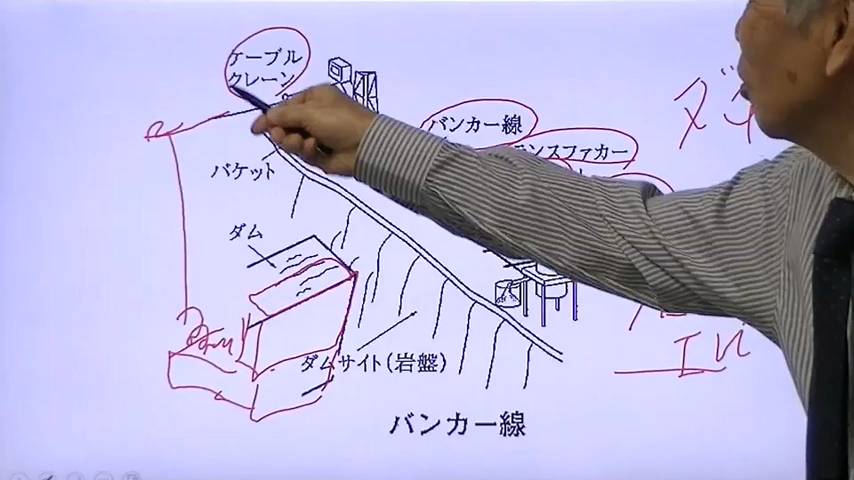 ケーブル
クレーン
バンカー線
ンスファカー
バケット
ダム
ダムサイト(岩盤)
バンカー線